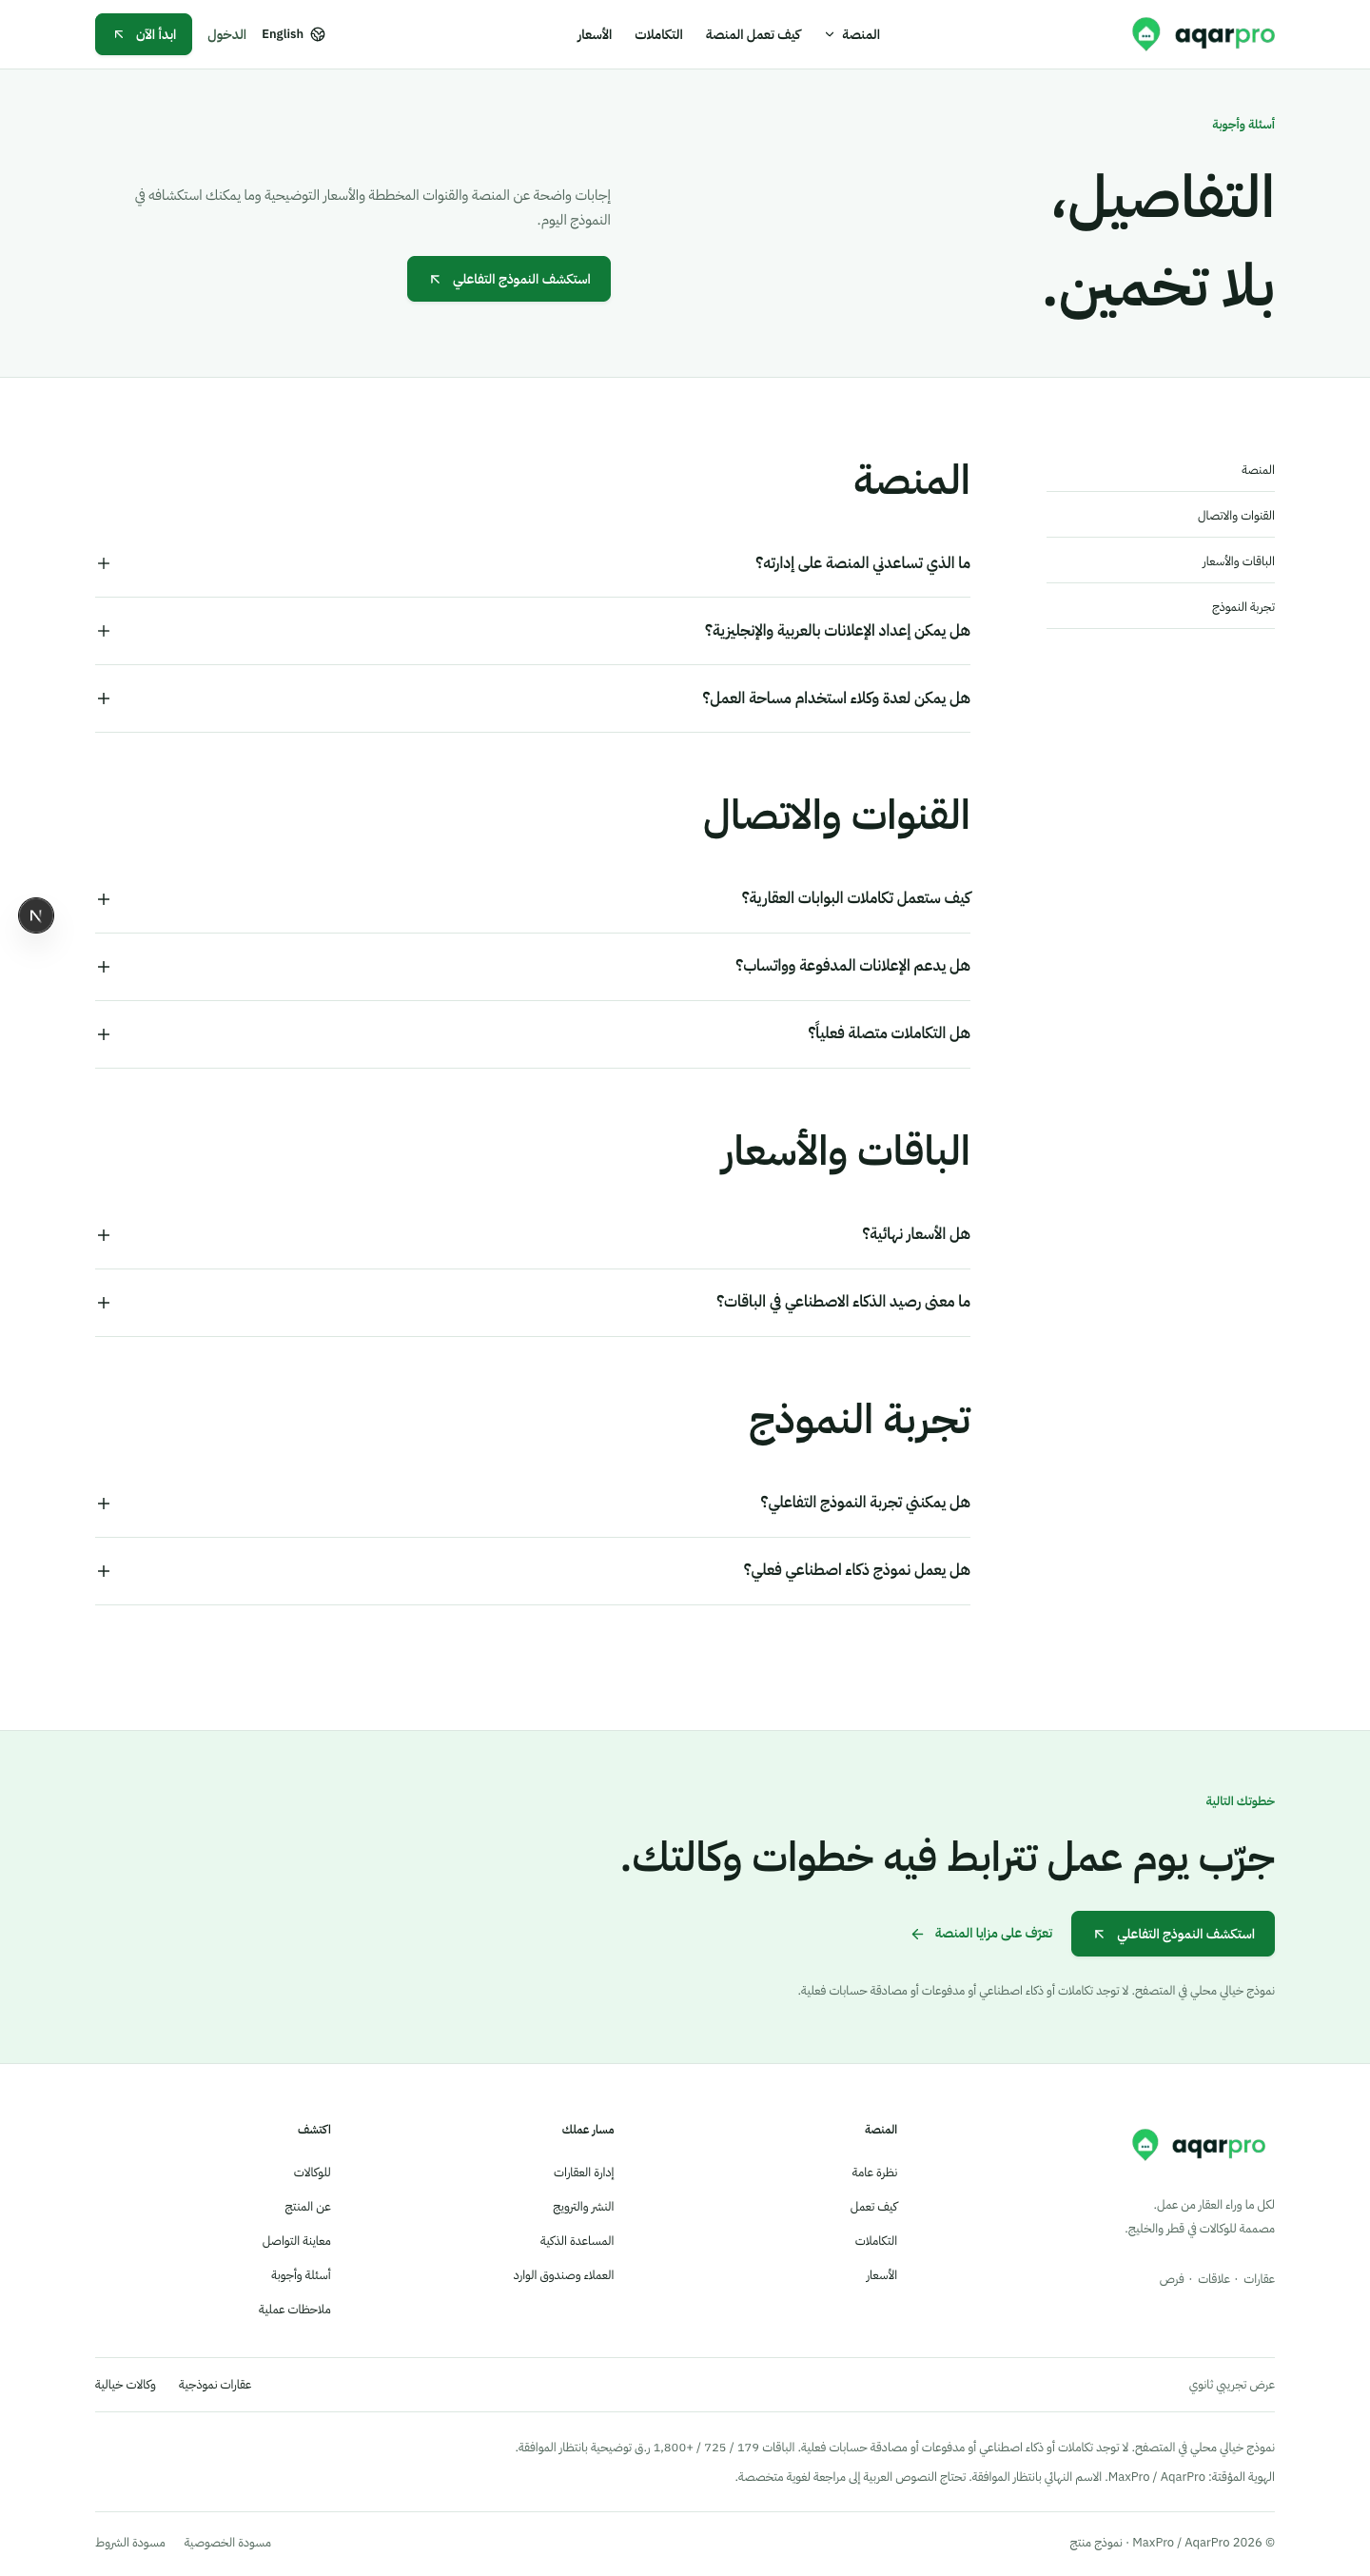 aqarpro
المنصة
كيف تعمل المنصة
التكاملات
الأسعار
English
الدخول
ابدأ الآن
أسئلة وأجوبة
التفاصيل،
بلا تخمين.
إجابات واضحة عن المنصة والقنوات المخططة والأسعار التوضيحية وما يمكنك استكشافه في
النموذج اليوم.
استكشف النموذج التفاعلي
المنصة
القنوات والاتصال
الباقات والأسعار
تجربة النموذج
المنصة
ما الذي تساعدني المنصة على إدارته؟
هل يمكن إعداد الإعلانات بالعربية والإنجليزية؟
هل يمكن لعدة وكلاء استخدام مساحة العمل؟
القنوات والاتصال
كيف ستعمل تكاملات البوابات العقارية؟
هل يدعم الإعلانات المدفوعة وواتساب؟
هل التكاملات متصلة فعلياً؟
الباقات والأسعار
هل الأسعار نهائية؟
ما معنى رصيد الذكاء الاصطناعي في الباقات؟
تجربة النموذج
هل يمكنني تجربة النموذج التفاعلي؟
هل يعمل نموذج ذكاء اصطناعي فعلي؟
N
خطوتك التالية
جرّب يوم عمل تترابط فيه خطوات وكالتك.
استكشف النموذج التفاعلي
تعرّف على مزايا المنصة
نموذج خيالي محلي في المتصفح. لا توجد تكاملات أو ذكاء اصطناعي أو مدفوعات أو مصادقة حسابات فعلية.
aqarpro
لكل ما وراء العقار من عمل.
مصممة للوكالات في قطر والخليج.
عقارات · علاقات · فرص
المنصة
نظرة عامة
كيف تعمل
التكاملات
الأسعار
مسار عملك
إدارة العقارات
النشر والترويج
المساعدة الذكية
العملاء وصندوق الوارد
اكتشف
للوكالات
عن المنتج
معاينة التواصل
أسئلة وأجوبة
ملاحظات عملية
عرض تجريبي ثانوي
عقارات نموذجية
وكالات خيالية
نموذج خيالي محلي في المتصفح. لا توجد تكاملات أو ذكاء اصطناعي أو مدفوعات أو مصادقة حسابات فعلية. الباقات 179 / 725 / +1,800 ر.ق توضيحية بانتظار الموافقة.
الهوية المؤقتة: MaxPro / AqarPro. الاسم النهائي بانتظار الموافقة. تحتاج النصوص العربية إلى مراجعة لغوية متخصصة.
© 2026 MaxPro / AqarPro · نموذج منتج
مسودة الخصوصية
مسودة الشروط